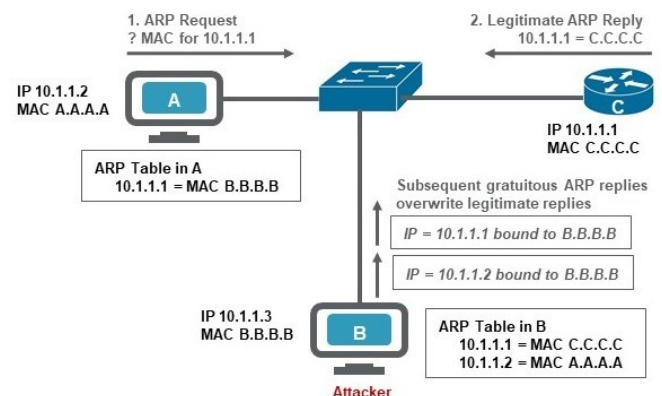 1. ARP Request
? MAC for 10.1.1.1
2. Legitimate ARP Reply
10.1.1.1 = C.C.C.C
IP 10.1.1.2
MAC A.A.A.A
A
C
IP 10.1.1.1
MAC C.C.C.C
ARP Table in A
10.1.1.1 = MAC B.B.B.B
Subsequent gratuitous ARP replies
overwrite legitimate replies
IP = 10.1.1.1 bound to B.B.B.B
IP = 10.1.1.2 bound to B.B.B.B
IP 10.1.1.3
MAC B.B.B.B
B
ARP Table in B
10.1.1.1 = MAC C.C.C.C
10.1.1.2 = MAC A.A.A.A
Attacker